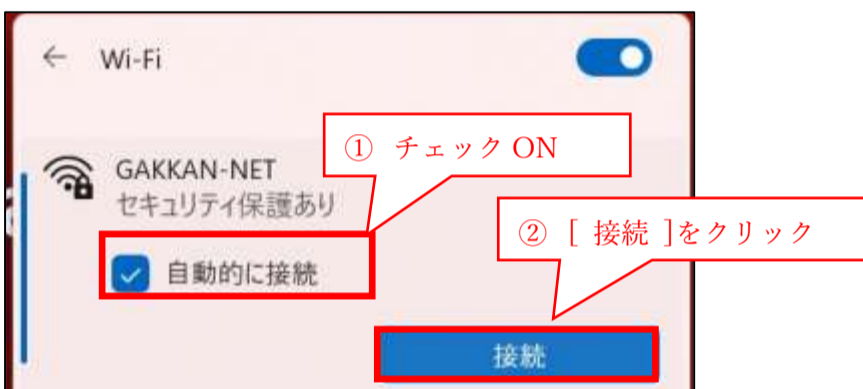 ← Wi-Fi
① チェック ON
GAKKAN-NET
セキュリティ保護あり
② [ 接続 ]をクリック
自動的に接続
接続